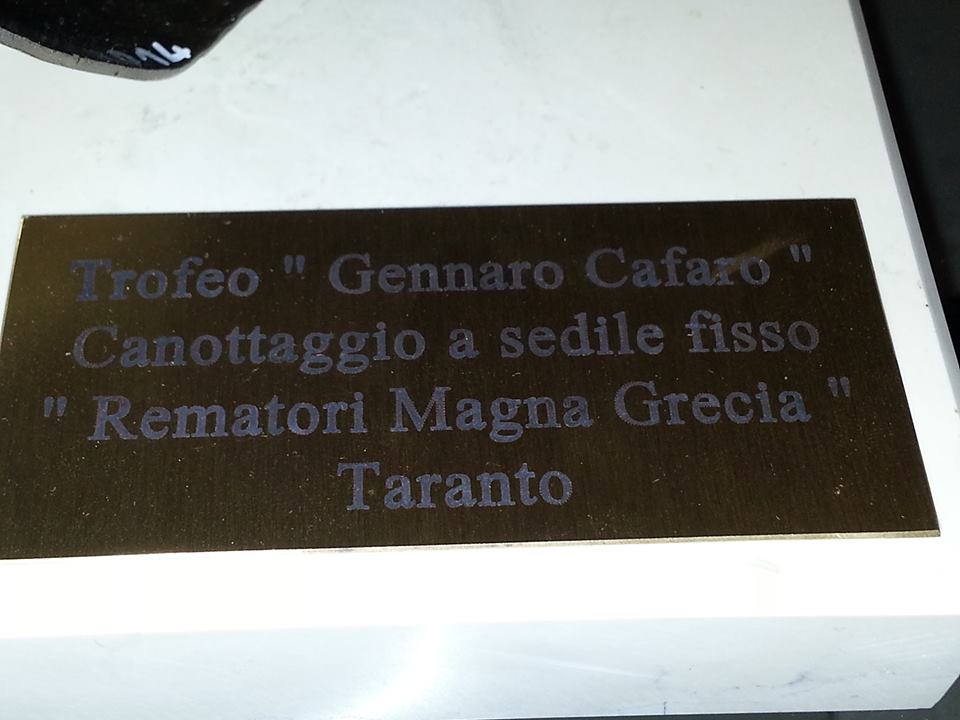 Trofeo " Gennaro Cafaro "
Canottaggio a sedile fisso
" Rematori Magna Grecia "
Taranto